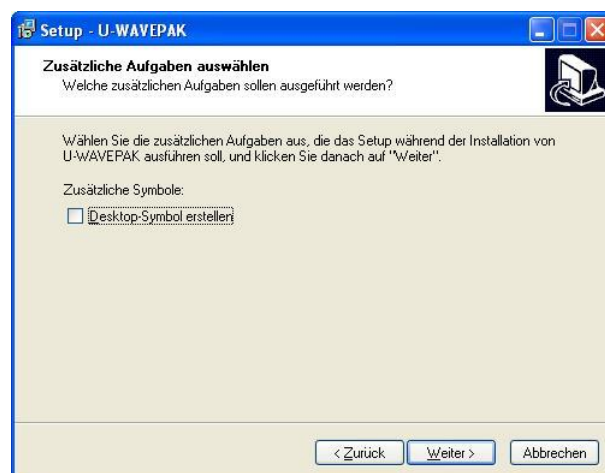 Setup - U-WAVEPAK
Zusätzliche Aufgaben auswählen
Welche zusätzlichen Aufgaben sollen ausgeführt werden?
Wählen Sie die zusätzlichen Aufgaben aus, die das Setup während der Installation von
U-WAVEPAK ausführen soll, und klicken Sie danach auf "Weiter".
Zusätzliche Symbole:
Desktop-Symbol erstellen
< Zurück
Weiter >
Abbrechen